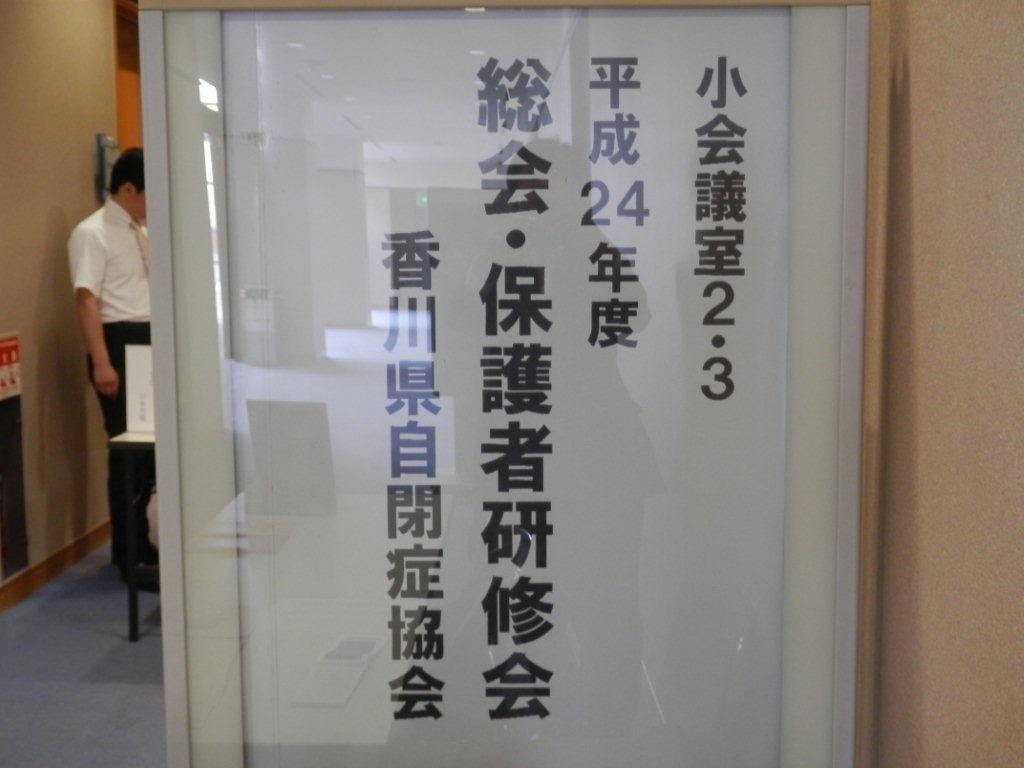 小会議室2・3
平成24年度
総会・保護者研修会
香川県自閉症協会